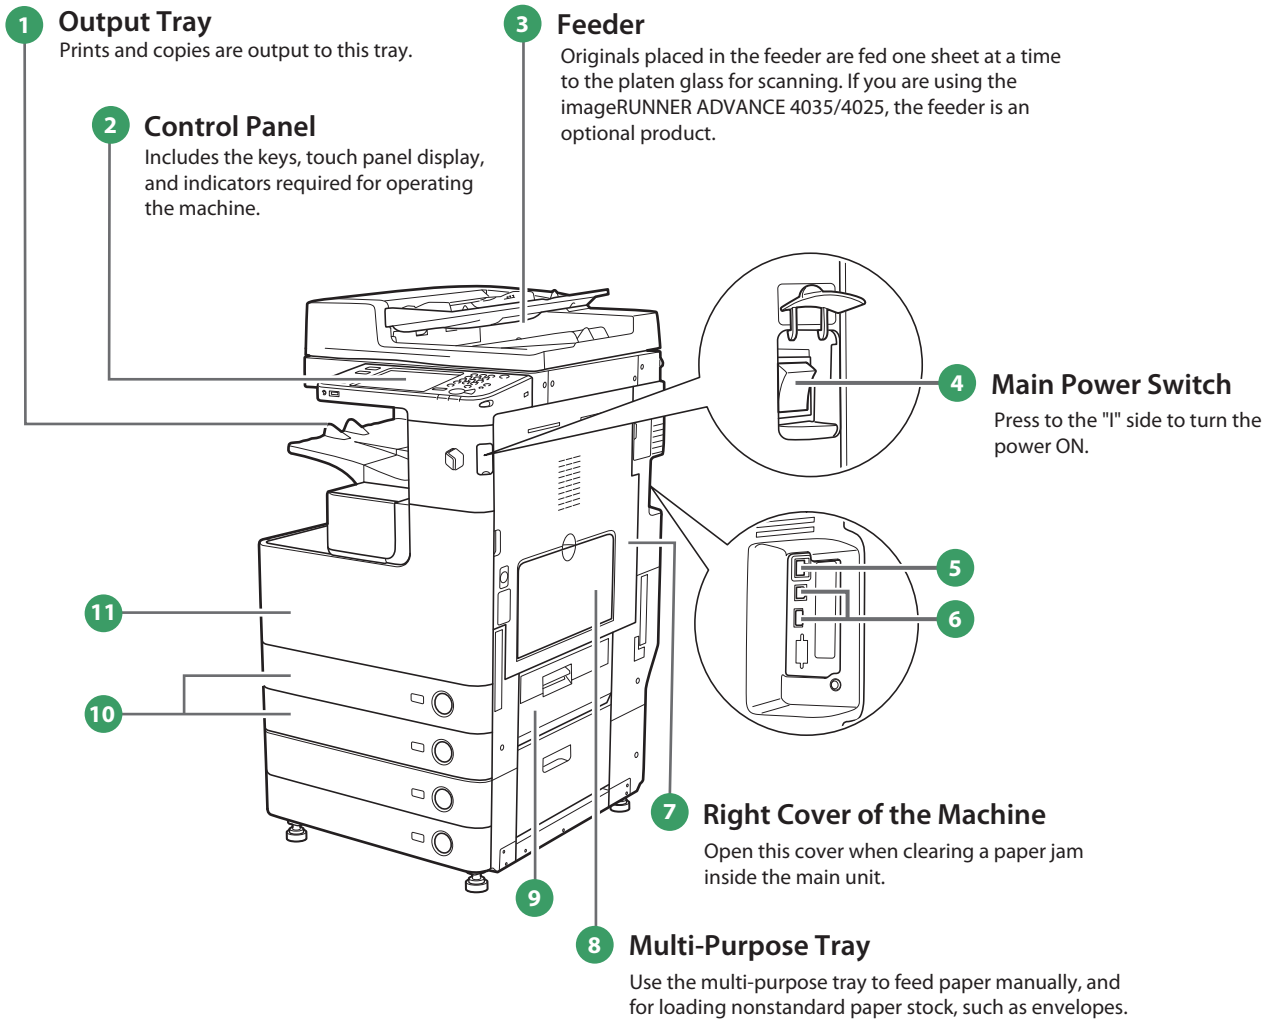 1 Output Tray
Prints and copies are output to this tray.
2 Control Panel
Includes the keys, touch panel display,
and indicators required for operating
the machine.
3 Feeder
Originals placed in the feeder are fed one sheet at a time
to the platen glass for scanning. If you are using the
imageRUNNER ADVANCE 4035/4025, the feeder is an
optional product.
4 Main Power Switch
Press to the "I" side to turn the
power ON.
5
6
7 Right Cover of the Machine
Open this cover when clearing a paper jam
inside the main unit.
8 Multi-Purpose Tray
Use the multi-purpose tray to feed paper manually, and
for loading nonstandard paper stock, such as envelopes.
9
10
11